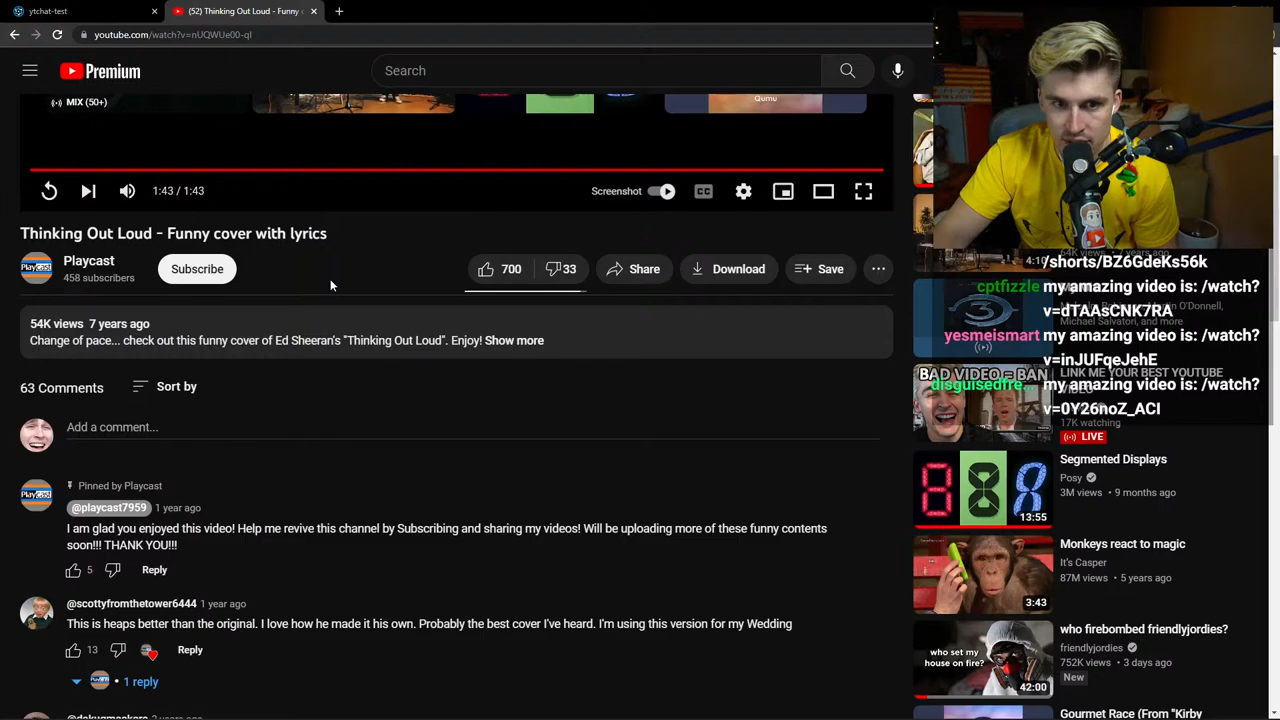 ytchat-test
(52) Thinking Out Loud - Funny c
youtube.com/watch?v=nUQWUe00-qI
Premium
Search
MIX (50+)
Qumu
1:43 / 1:43
Screenshot
CC
Thinking Out Loud - Funny cover with lyrics
Playcast
458 subscribers
Subscribe
700
33
Share
Download
Save
54K views 7 years ago
Change of pace... check out this funny cover of Ed Sheeran's "Thinking Out Loud". Enjoy! Show more
63 Comments
Sort by
Add a comment...
Pinned by Playcast
@playcast7959 1 year ago
I am glad you enjoyed this video! Help me revive this channel by Subscribing and sharing my videos! Will be uploading more of these funny contents
soon!!! THANK YOU!!!
5
Reply
@scottyfromthetower6444 1 year ago
This is heaps better than the original. I love how he made it his own. Probably the best cover I've heard. I'm using this version for my Wedding
13
Reply
1 reply
4:10
/shorts/BZ6GdeKs56k
cptfizzle my amazing video is: /watch?
v=dTAAsCNK7RA
Michael Salvatori, and more
yesmeismart my amazing video is: /watch?
v=inJUFqeJehE
BAD VIDEO = BAN
LINK ME YOUR BEST YOUTUBE
disguisedfre... my amazing video is: /watch?
v=0Y26noZ_ACI
17K watching
LIVE
Segmented Displays
Posy
3M views 9 months ago
13:55
Monkeys react to magic
It's Casper
87M views 5 years ago
3:43
who firebombed friendlyjordies?
friendlyjordies
752K views 3 days ago
New
who set my
house on fire?
42:00
Gourmet Race (From "Kirby